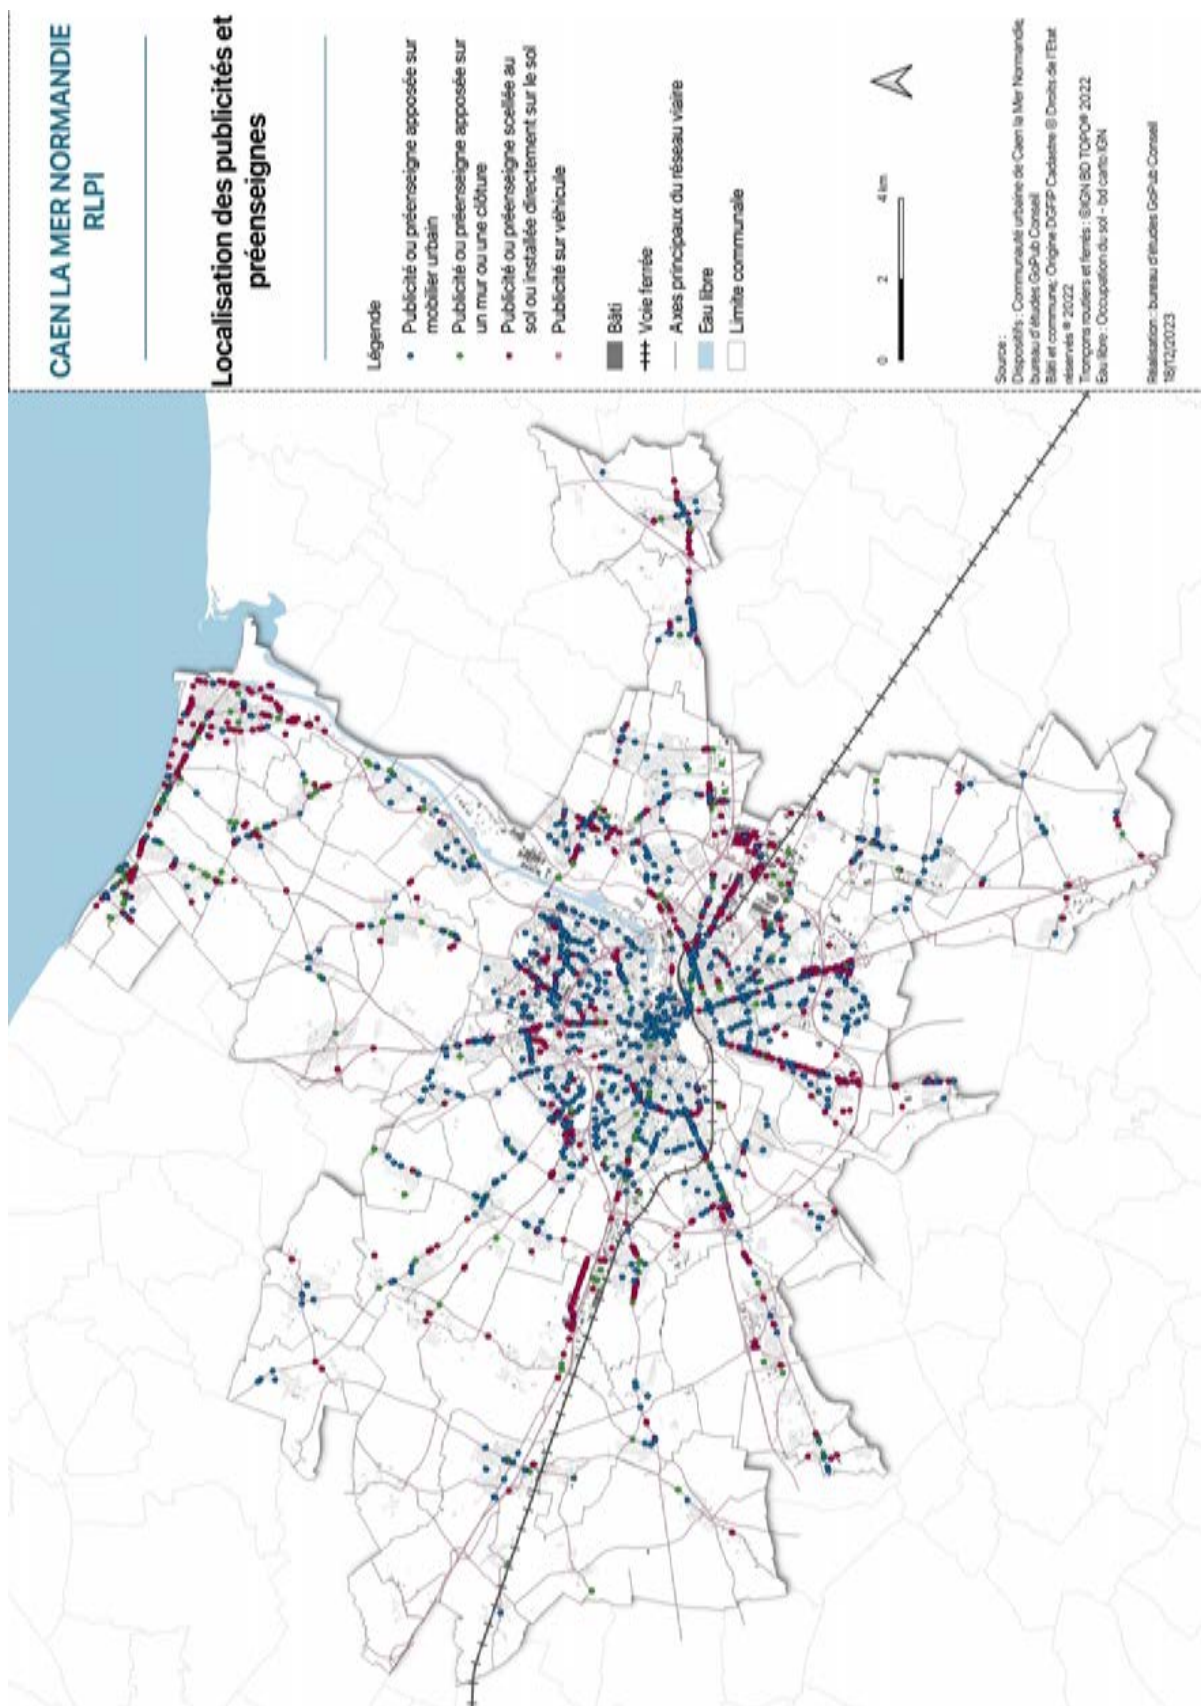 CAEN LA MER NORMANDIE
RLPI
Localisation des publicités et
préenseignes
Légende
Publicité ou préenseigne apposée sur
mobilier urbain
Publicité ou préenseigne apposée sur
un mur ou une clôture
Publicité ou préenseigne scellée au
sol ou installée directement sur le sol
Publicité sur véhicule
Bâti
Voie ferrée
Axes principaux du réseau viaire
Eau libre
Limite communale
0 2 4 km
Source :
Dispositifs : Communauté urbaine de Caen la Mer Normandie,
bureau d'études GoPub Conseil
Bâti et commune; Origine DGFiP Cadastre © Droits de l'Etat
réservés ® 2022
Tronçons routiers et ferrés : ©IGN BD TOPO® 2022
Eau libre : Occupation du sol - bd carto IGN
Réalisation : bureau d'études GoPub Conseil
18/12/2023